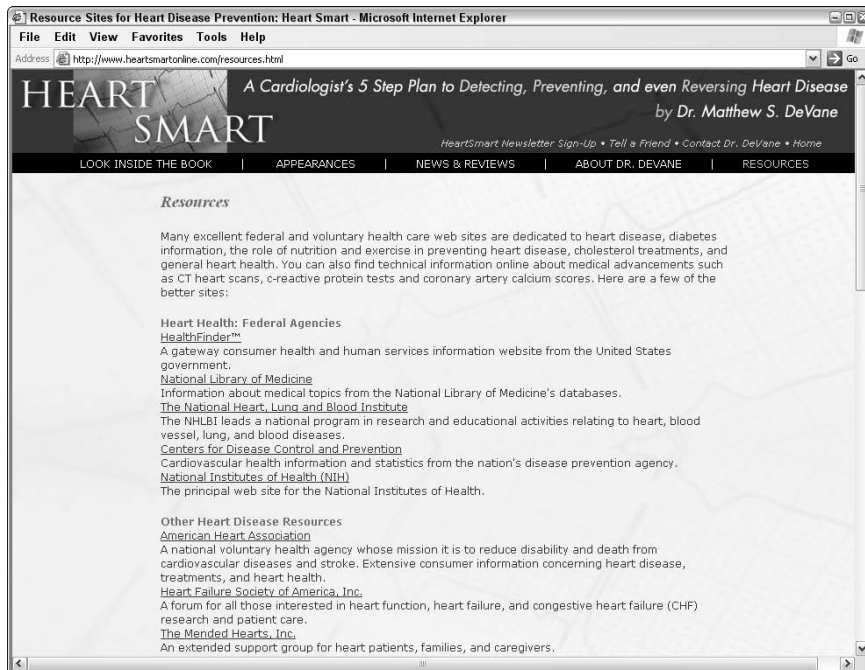 Resource Sites for Heart Disease Prevention: Heart Smart - Microsoft Internet Explorer
File Edit View Favorites Tools Help
Address http://www.heartsmartonline.com/resources.html Go
HEART SMART
A Cardiologist's 5 Step Plan to Detecting, Preventing, and even Reversing Heart Disease
by Dr. Matthew S. DeVane
HeartSmart Newsletter Sign-Up • Tell a Friend • Contact Dr. DeVane • Home
LOOK INSIDE THE BOOK | APPEARANCES | NEWS & REVIEWS | ABOUT DR. DEVANE | RESOURCES
Resources
Many excellent federal and voluntary health care web sites are dedicated to heart disease, diabetes
information, the role of nutrition and exercise in preventing heart disease, cholesterol treatments, and
general heart health. You can also find technical information online about medical advancements such
as CT heart scans, c-reactive protein tests and coronary artery calcium scores. Here are a few of the
better sites:
Heart Health: Federal Agencies
HealthFinder™
A gateway consumer health and human services information website from the United States
government.
National Library of Medicine
Information about medical topics from the National Library of Medicine's databases.
The National Heart, Lung and Blood Institute
The NHLBI leads a national program in research and educational activities relating to heart, blood
vessel, lung, and blood diseases.
Centers for Disease Control and Prevention
Cardiovascular health information and statistics from the nation's disease prevention agency.
National Institutes of Health (NIH)
The principal web site for the National Institutes of Health.
Other Heart Disease Resources
American Heart Association
A national voluntary health agency whose mission it is to reduce disability and death from
cardiovascular diseases and stroke. Extensive consumer information concerning heart disease,
treatments, and heart health.
Heart Failure Society of America, Inc.
A forum for all those interested in heart function, heart failure, and congestive heart failure (CHF)
research and patient care.
The Mended Hearts, Inc.
An extended support group for heart patients, families, and caregivers.